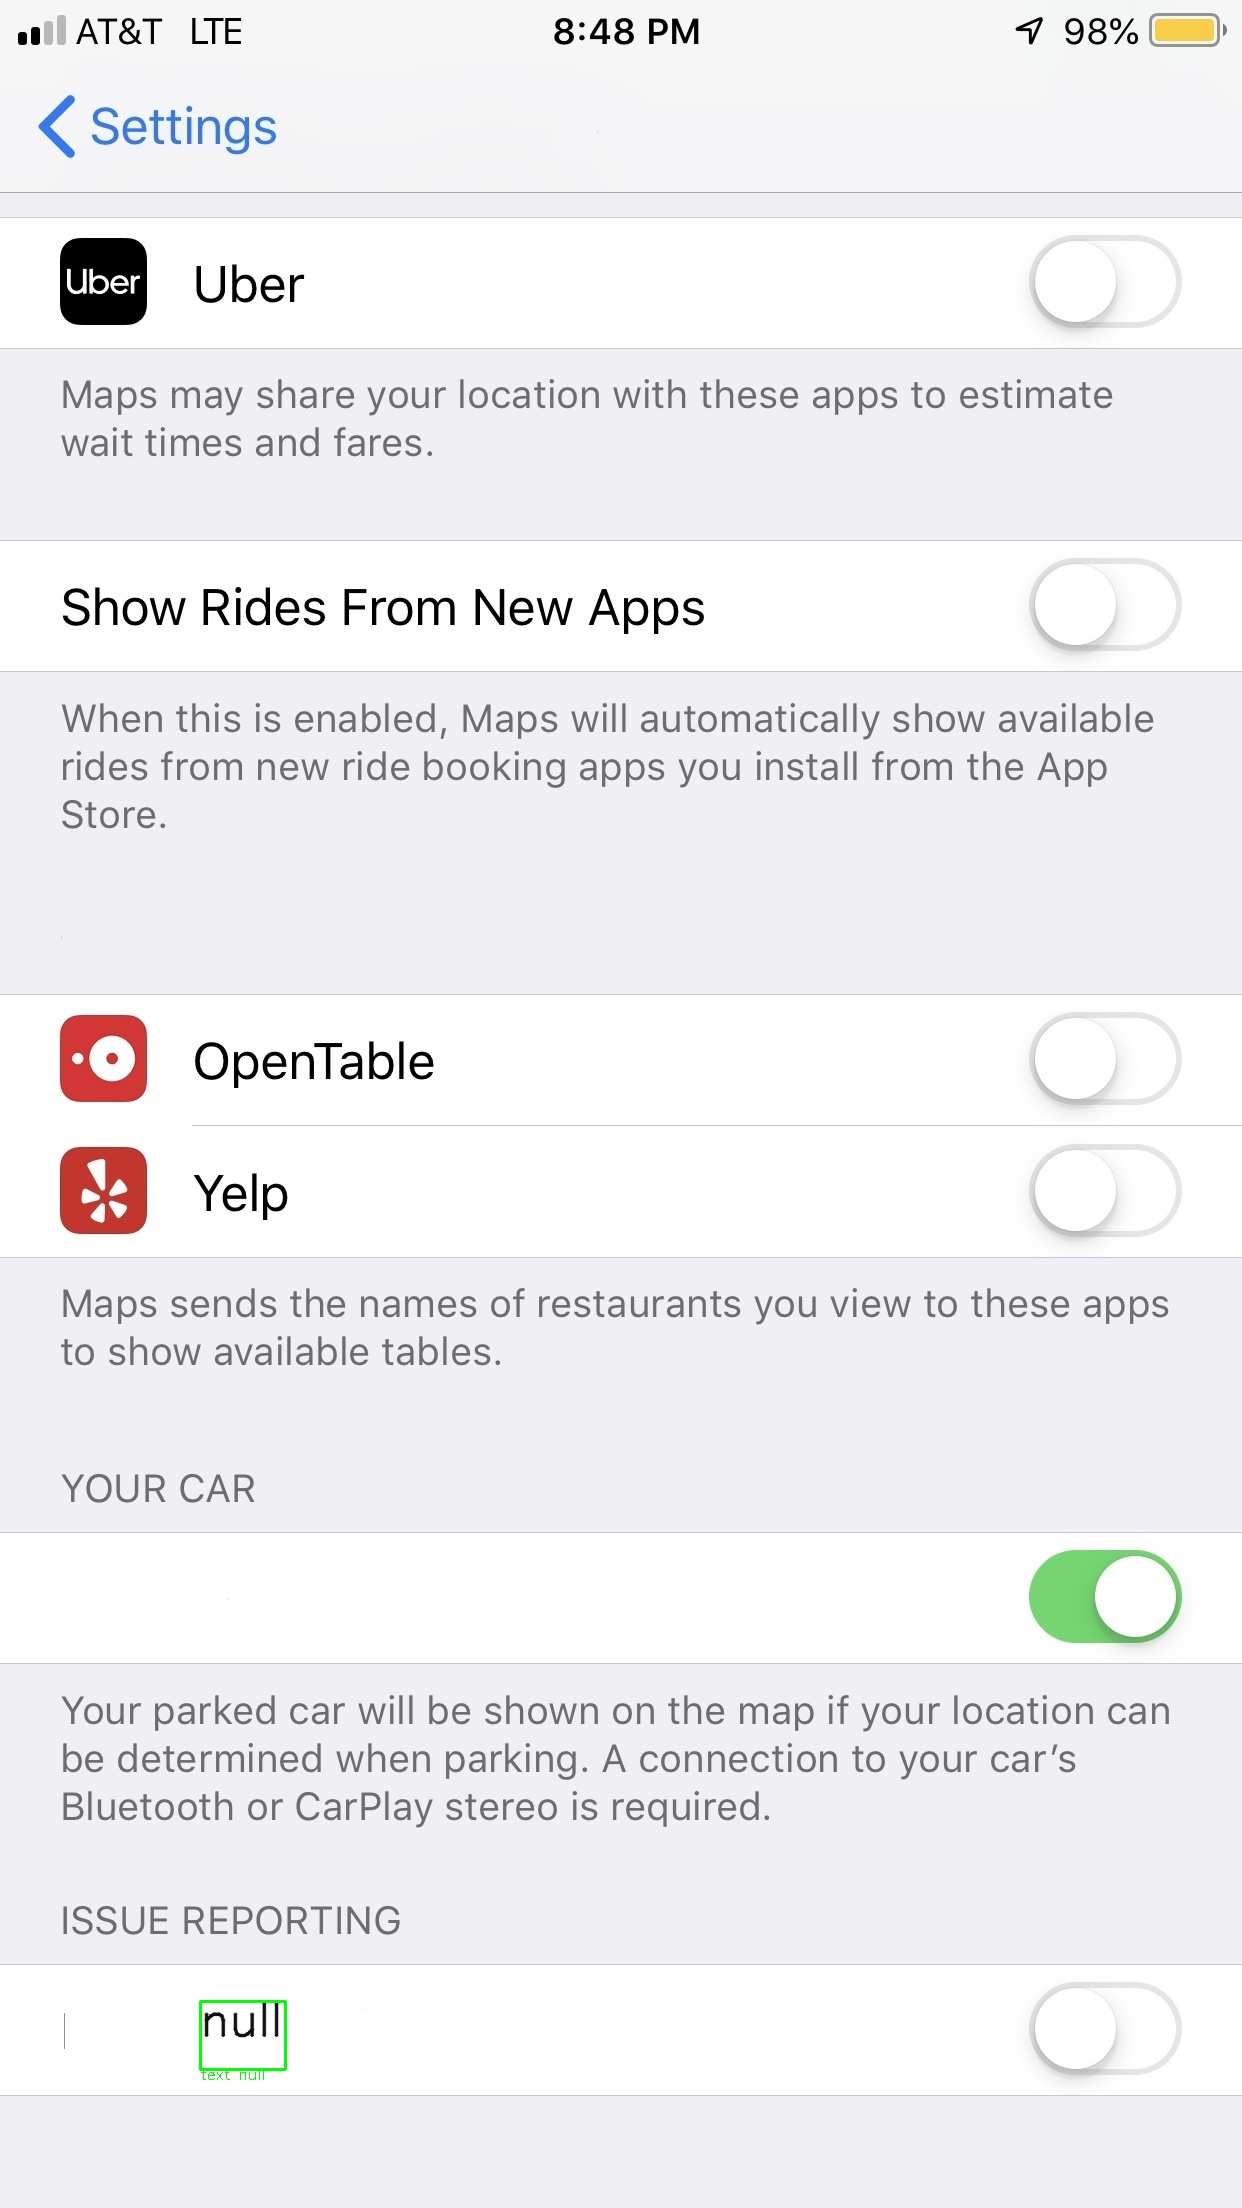 AT&T LTE 8:48 PM 98%
Settings
Uber Uber
Maps may share your location with these apps to estimate
wait times and fares.
Show Rides From New Apps
When this is enabled, Maps will automatically show available
rides from new ride booking apps you install from the App
Store.
OpenTable
Yelp
Maps sends the names of restaurants you view to these apps
to show available tables.
YOUR CAR
Your parked car will be shown on the map if your location can
be determined when parking. A connection to your car’s
Bluetooth or CarPlay stereo is required.
ISSUE REPORTING
null
text null